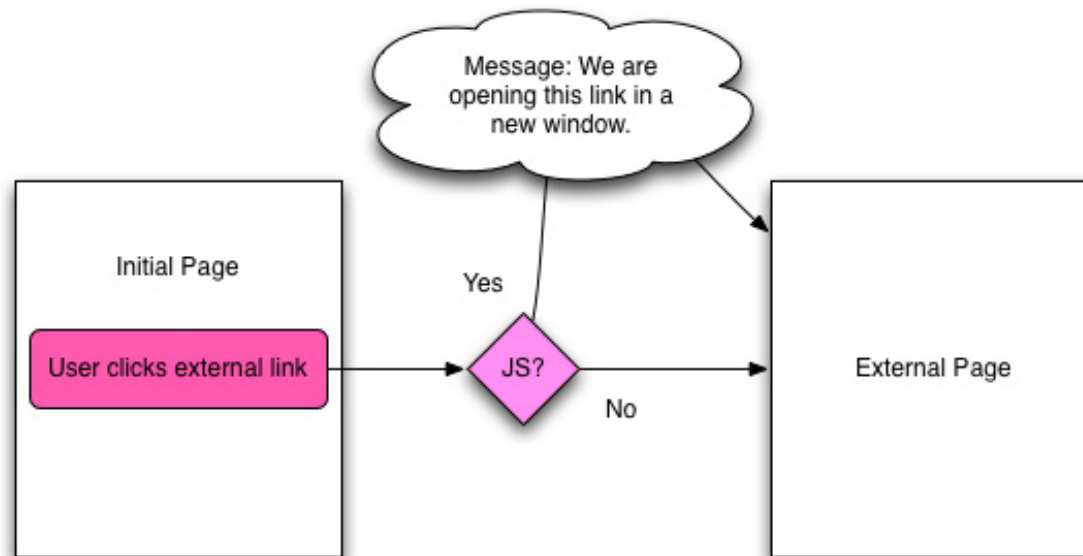 Message: We are
opening this link in a
new window.
Initial Page
Yes
User clicks external link
JS?
External Page
No